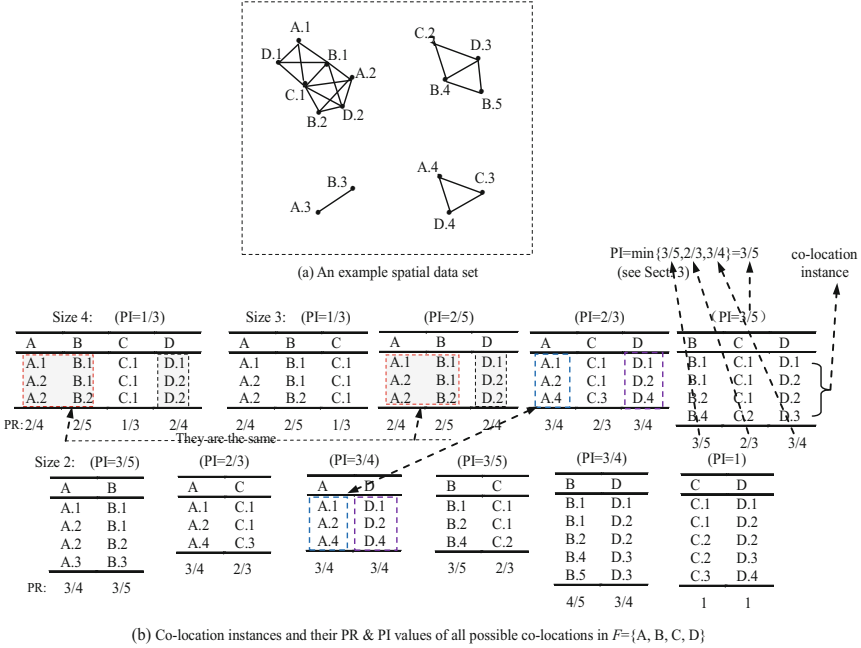 A.1
D.1
B.1
A.2
C.1
B.2
D.2
C.2
D.3
B.4
B.5
B.3
A.3
A.4
C.3
D.4
(a) An example spatial data set
PI=min{3/5,2/3,3/4}=3/5
(see Sect. 3)
co-location
instance
Size 4: (PI=1/3)
A B C D
A.1 B.1 C.1 D.1
A.2 B.1 C.1 D.2
A.2 B.2 C.1 D.2
PR: 2/4 2/5 1/3 2/4
Size 3: (PI=1/3)
A B C
A.1 B.1 C.1
A.2 B.1 C.1
A.2 B.2 C.1
2/4 2/5 1/3
(PI=2/5)
A B D
A.1 B.1 D.1
A.2 B.1 D.2
A.2 B.2 D.2
2/4 2/5 2/4
They are the same
(PI=2/3)
A C D
A.1 C.1 D.1
A.2 C.1 D.2
A.4 C.3 D.4
3/4 2/3 3/4
(PI=3/5)
B C D
B.1 C.1 D.1
B.1 C.1 D.2
B.2 C.1 D.2
B.4 C.2 D.3
3/5 2/3 3/4
Size 2: (PI=3/5)
A B
A.1 B.1
A.2 B.1
A.2 B.2
A.3 B.3
PR: 3/4 3/5
(PI=2/3)
A C
A.1 C.1
A.2 C.1
A.4 C.3
3/4 2/3
(PI=3/4)
A D
A.1 D.1
A.2 D.2
A.4 D.4
3/4 3/4
(PI=3/5)
B C
B.1 C.1
B.2 C.1
B.4 C.2
3/5 2/3
(PI=3/4)
B D
B.1 D.1
B.1 D.2
B.2 D.2
B.4 D.3
B.5 D.3
4/5 3/4
(PI=1)
C D
C.1 D.1
C.1 D.2
C.2 D.2
C.2 D.3
C.3 D.4
1 1
(b) Co-location instances and their PR & PI values of all possible co-locations in F={A, B, C, D}